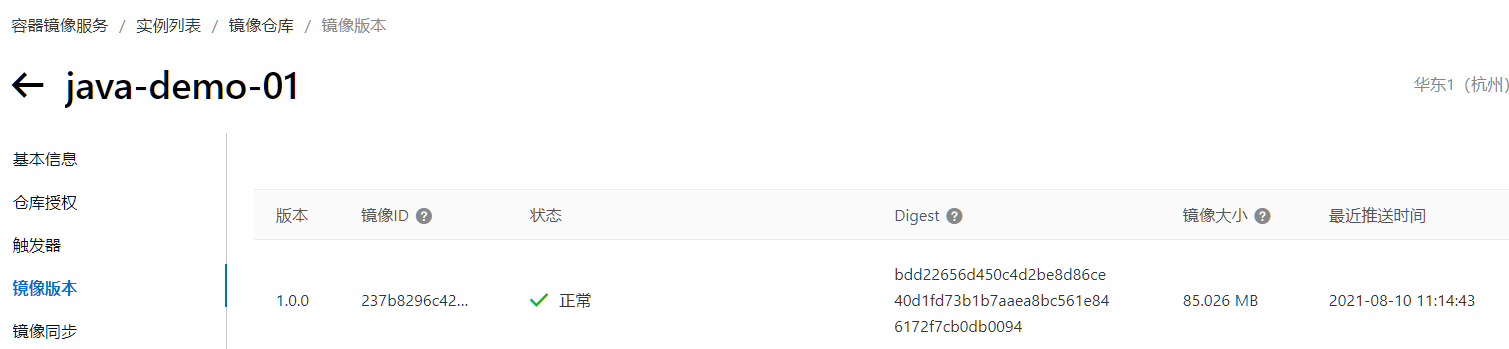 容器镜像服务 / 实例列表 / 镜像仓库 / 镜像版本
← java-demo-01
华东1（杭州）
基本信息
仓库授权
触发器
镜像版本
镜像同步
版本 镜像ID 状态 Digest 镜像大小 最近推送时间
1.0.0 237b8296c42... 正常 bdd22656d450c4d2be8d86ce
40d1fd73b1b7aaea8bc561e84
6172f7cb0db0094
85.026 MB 2021-08-10 11:14:43